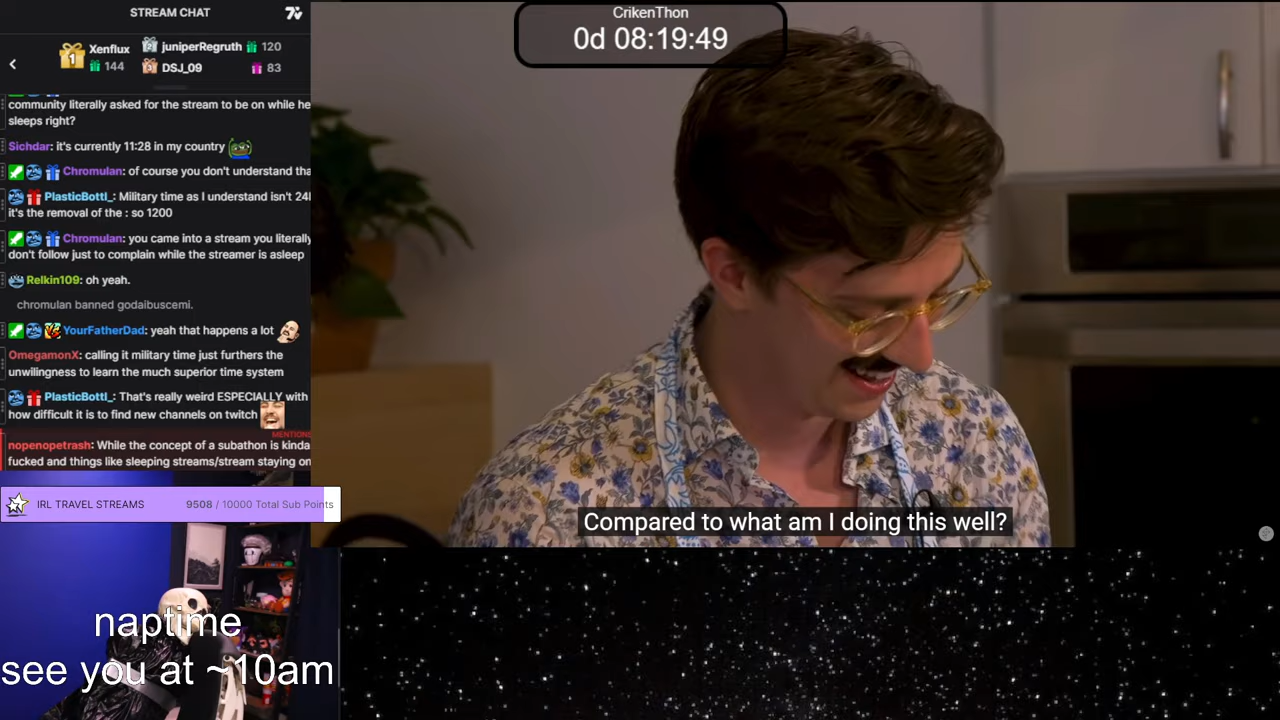 STREAM CHAT
Xenflux
144
juniperRegruth 120
DSJ_09 83
community literally asked for the stream to be on while he
sleeps right?
Sichdar: it's currently 11:28 in my country
Chromulan: of course you don't understand tha
PlasticBottl_: Military time as I understand isn't 24
it's the removal of the : so 1200
Chromulan: you came into a stream you literally
don't follow just to complain while the streamer is asleep
Relkin109: oh yeah.
chromulan banned godaibuscemi.
YourFatherDad: yeah that happens a lot
OmegamonX: calling it military time just furthers the
unwillingness to learn the much superior time system
PlasticBottl_: That's really weird ESPECIALLY with
how difficult it is to find new channels on twitch
MENTIONS
nopenopetrash: While the concept of a subathon is kinda
fucked and things like sleeping streams/stream staying on
IRL TRAVEL STREAMS 9508 / 10000 Total Sub Points
naptime
see you at ~10am
CrikenThon
0d 08:19:49
Compared to what am I doing this well?